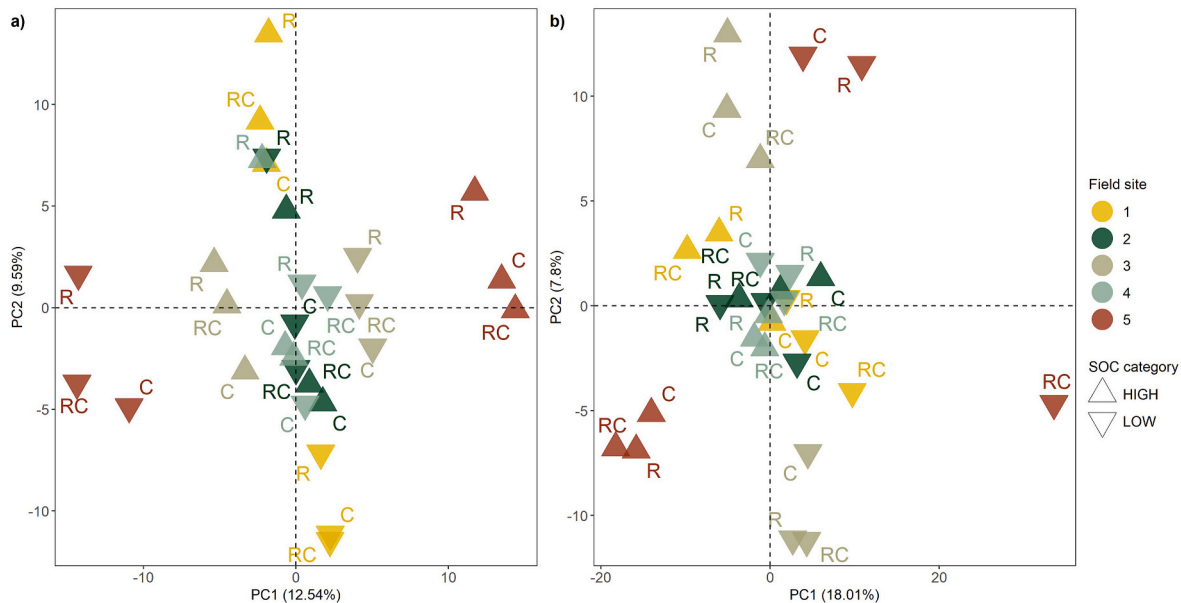 a)
R
RC
R
R
C
R
R
R
R
C
R
R
C
RC
RC
RC
RC
C
RC
C
RC
RC
C
RC
C
C
C
R
C
RC
10
5
0
-5
-10
PC2 (9.59%)
-10
0
10
PC1 (12.54%)
b)
C
R
R
C
RC
R
RC
C
R
RC
RC
R
C
R
R
RC
C
RC
C
C
C
RC
RC
C
RC
R
C
R
RC
10
5
0
-5
-10
PC2 (7.8%)
-20
0
20
PC1 (18.01%)
Field site
1
2
3
4
5
SOC category
HIGH
LOW